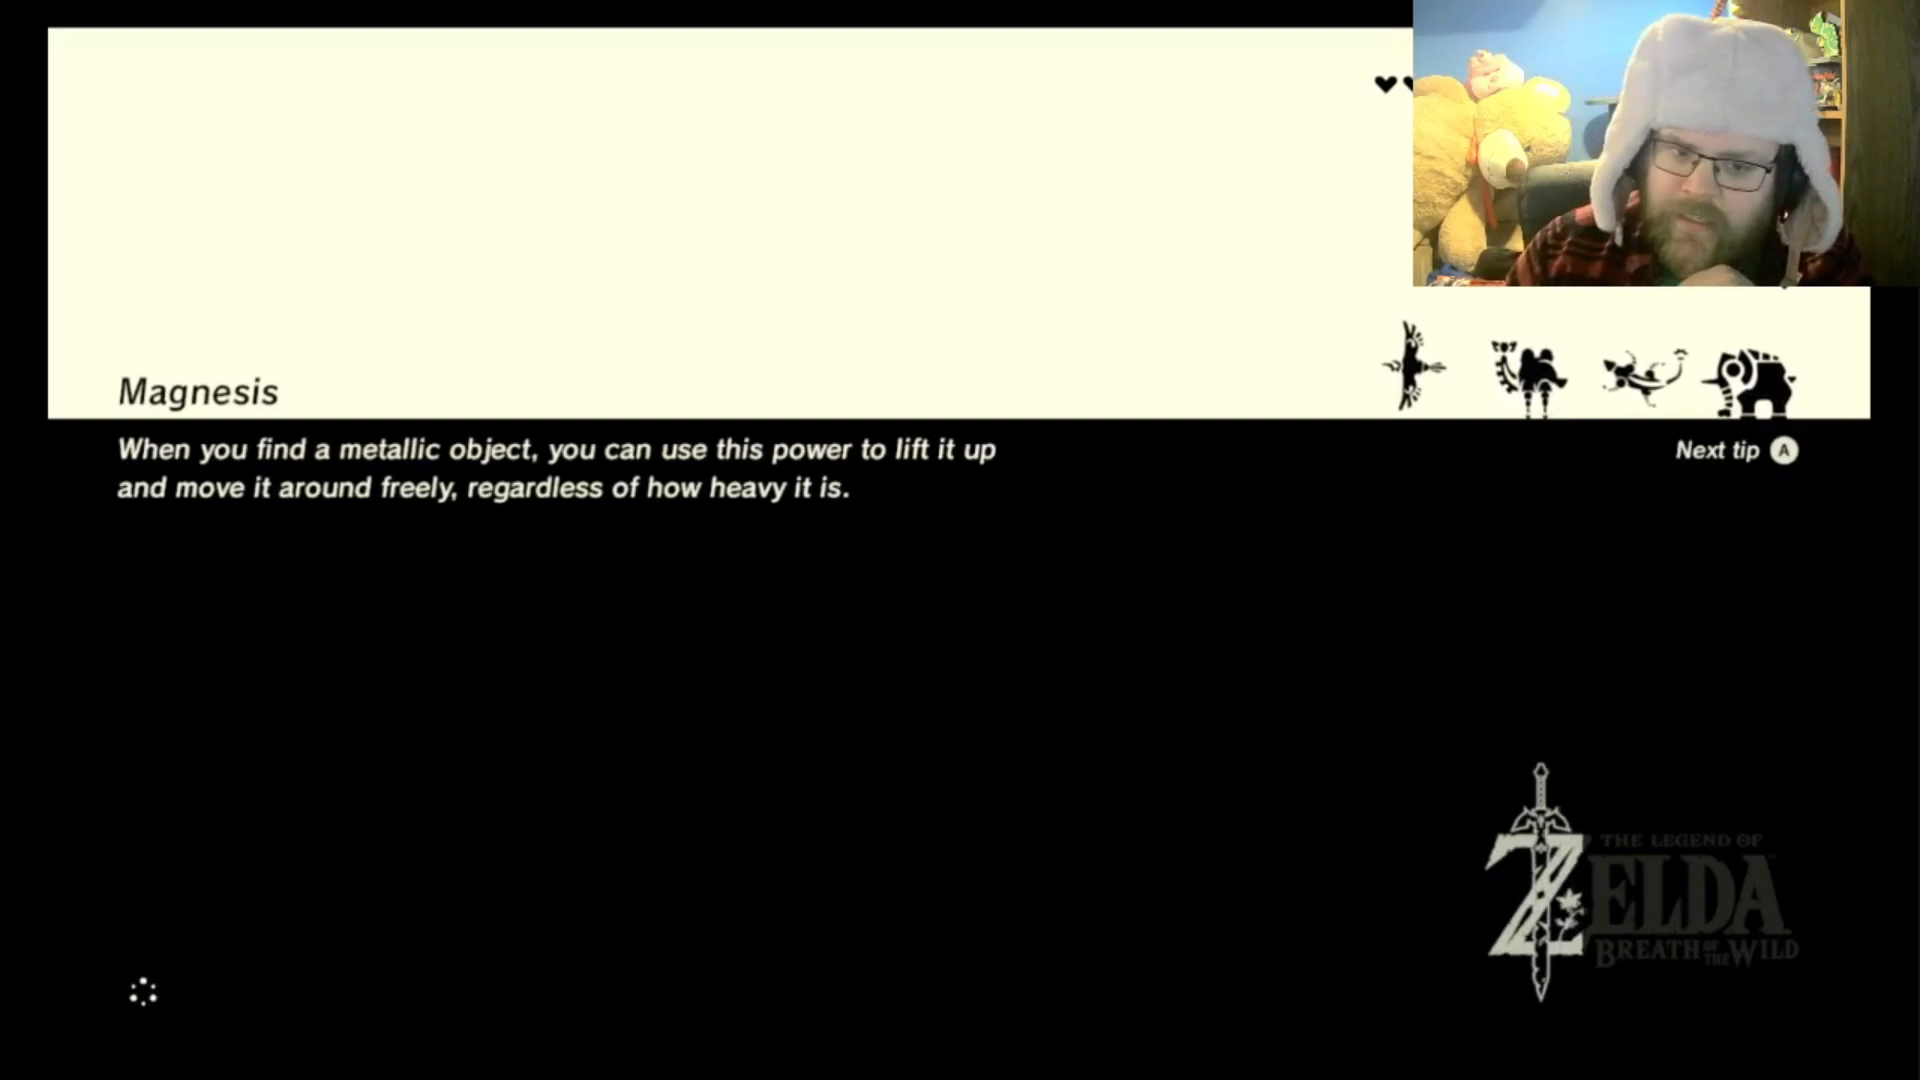 Magnesis
When you find a metallic object, you can use this power to lift it up
and move it around freely, regardless of how heavy it is.
Next tip A
THE LEGEND OF
ZELDA
BREATH OF THE WILD